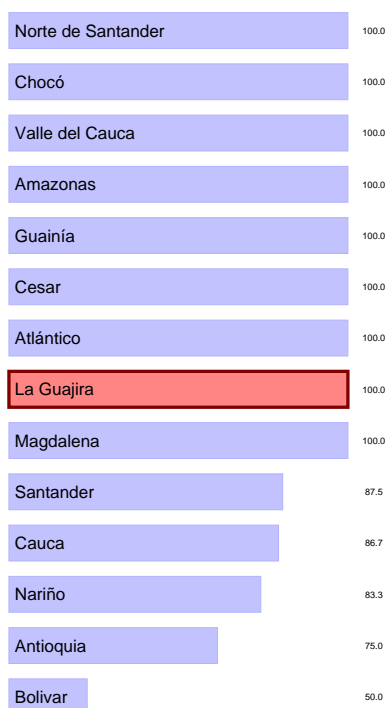 Norte de Santander 100.0
Chocó 100.0
Valle del Cauca 100.0
Amazonas 100.0
Guainía 100.0
Cesar 100.0
Atlántico 100.0
La Guajira 100.0
Magdalena 100.0
Santander 87.5
Cauca 86.7
Nariño 83.3
Antioquia 75.0
Bolivar 50.0